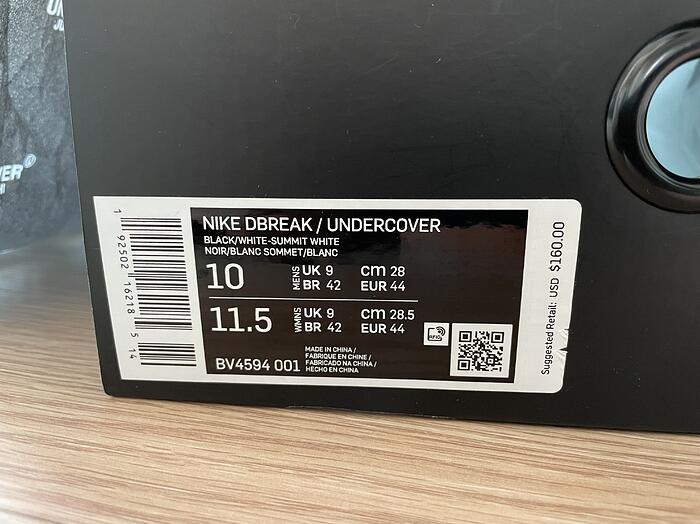 VER®
1 92502 16218 5 14
NIKE DBREAK / UNDERCOVER
BLACK/WHITE-SUMMIT WHITE
NOIR/BLANC SOMMET/BLANC
10 MENS UK 9 cm 28
BR 42 EUR 44
11.5 WMNS UK 9 cm 28.5
BR 42 EUR 44
BV4594 001
MADE IN CHINA /
FABRIQUE EN CHINE /
FABRICADO NA CHINA /
HECHO EN CHINA
RFID
Suggested Retail: USD $160.00